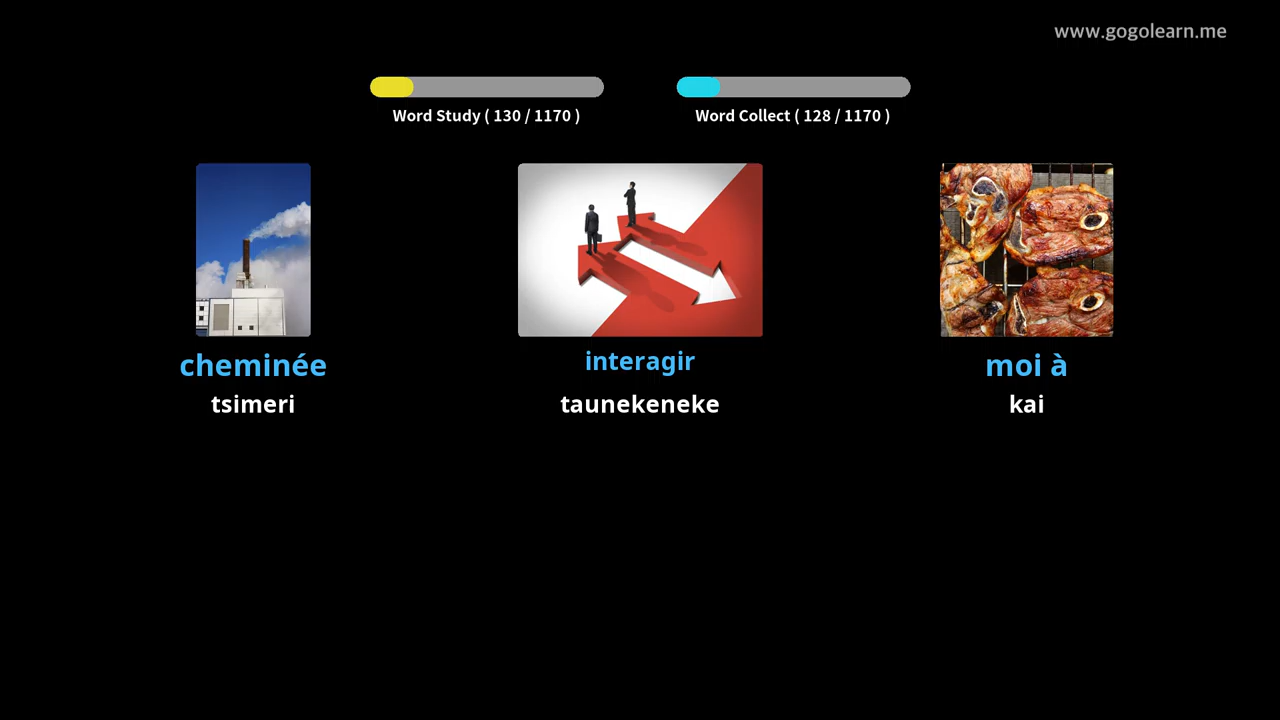 www.gogolearn.me
Word Study ( 130 / 1170 )
Word Collect ( 128 / 1170 )
cheminée
interagir
moi à
tsimeri
taunekeneke
kai